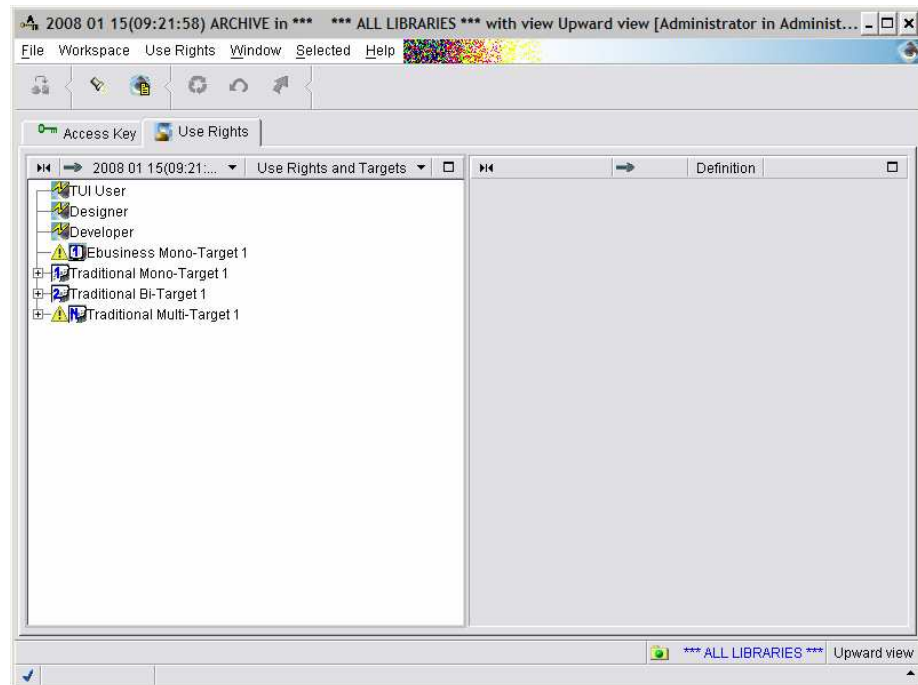 2008 01 15(09:21:58) ARCHIVE in *** *** ALL LIBRARIES *** with view Upward view [Administrator in Administ...
File Workspace Use Rights Window Selected Help
Access Key Use Rights
2008 01 15(09:21:... Use Rights and Targets Definition
TUI User
Designer
Developer
Ebusiness Mono-Target 1
Traditional Mono-Target 1
Traditional Bi-Target 1
Traditional Multi-Target 1
*** ALL LIBRARIES *** Upward view